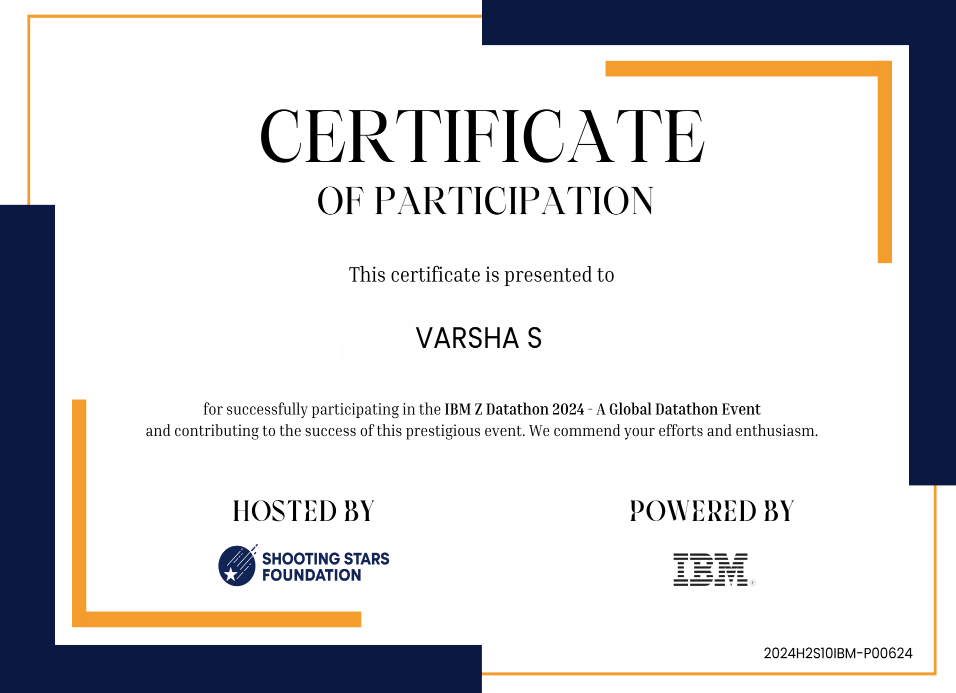 CERTIFICATE
OF PARTICIPATION
This certificate is presented to
VARSHA S
for successfully participating in the IBM Z Datathon 2024 - A Global Datathon Event
and contributing to the success of this prestigious event. We commend your efforts and enthusiasm.
HOSTED BY
SHOOTING STARS
FOUNDATION
POWERED BY
IBM®
2024H2S10IBM-P00624